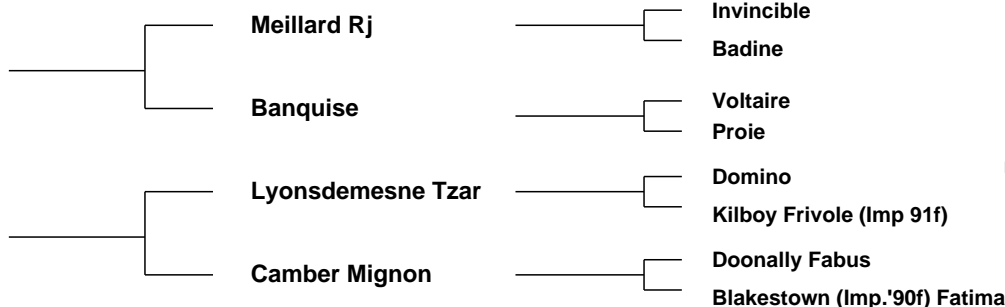 Meillard Rj
Invincible
Badine
Banquise
Voltaire
Proie
Lyonsdemesne Tzar
Domino
Kilboy Frivole (Imp 91f)
Camber Mignon
Doonally Fabus
Blakestown (Imp.'90f) Fatima